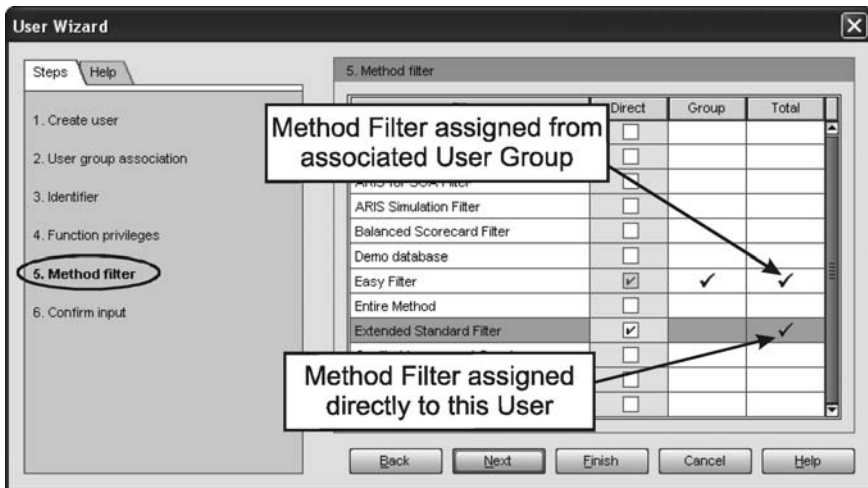 User Wizard
Steps
Help
1. Create user
2. User group association
3. Identifier
4. Function privileges
5. Method filter
6. Confirm input
5. Method filter
Direct
Group
Total
Method Filter assigned from
associated User Group
ARIS Simulation Filter
Balanced Scorecard Filter
Demo database
Easy Filter
Entire Method
Extended Standard Filter
Method Filter assigned
directly to this User
Back
Next
Finish
Cancel
Help